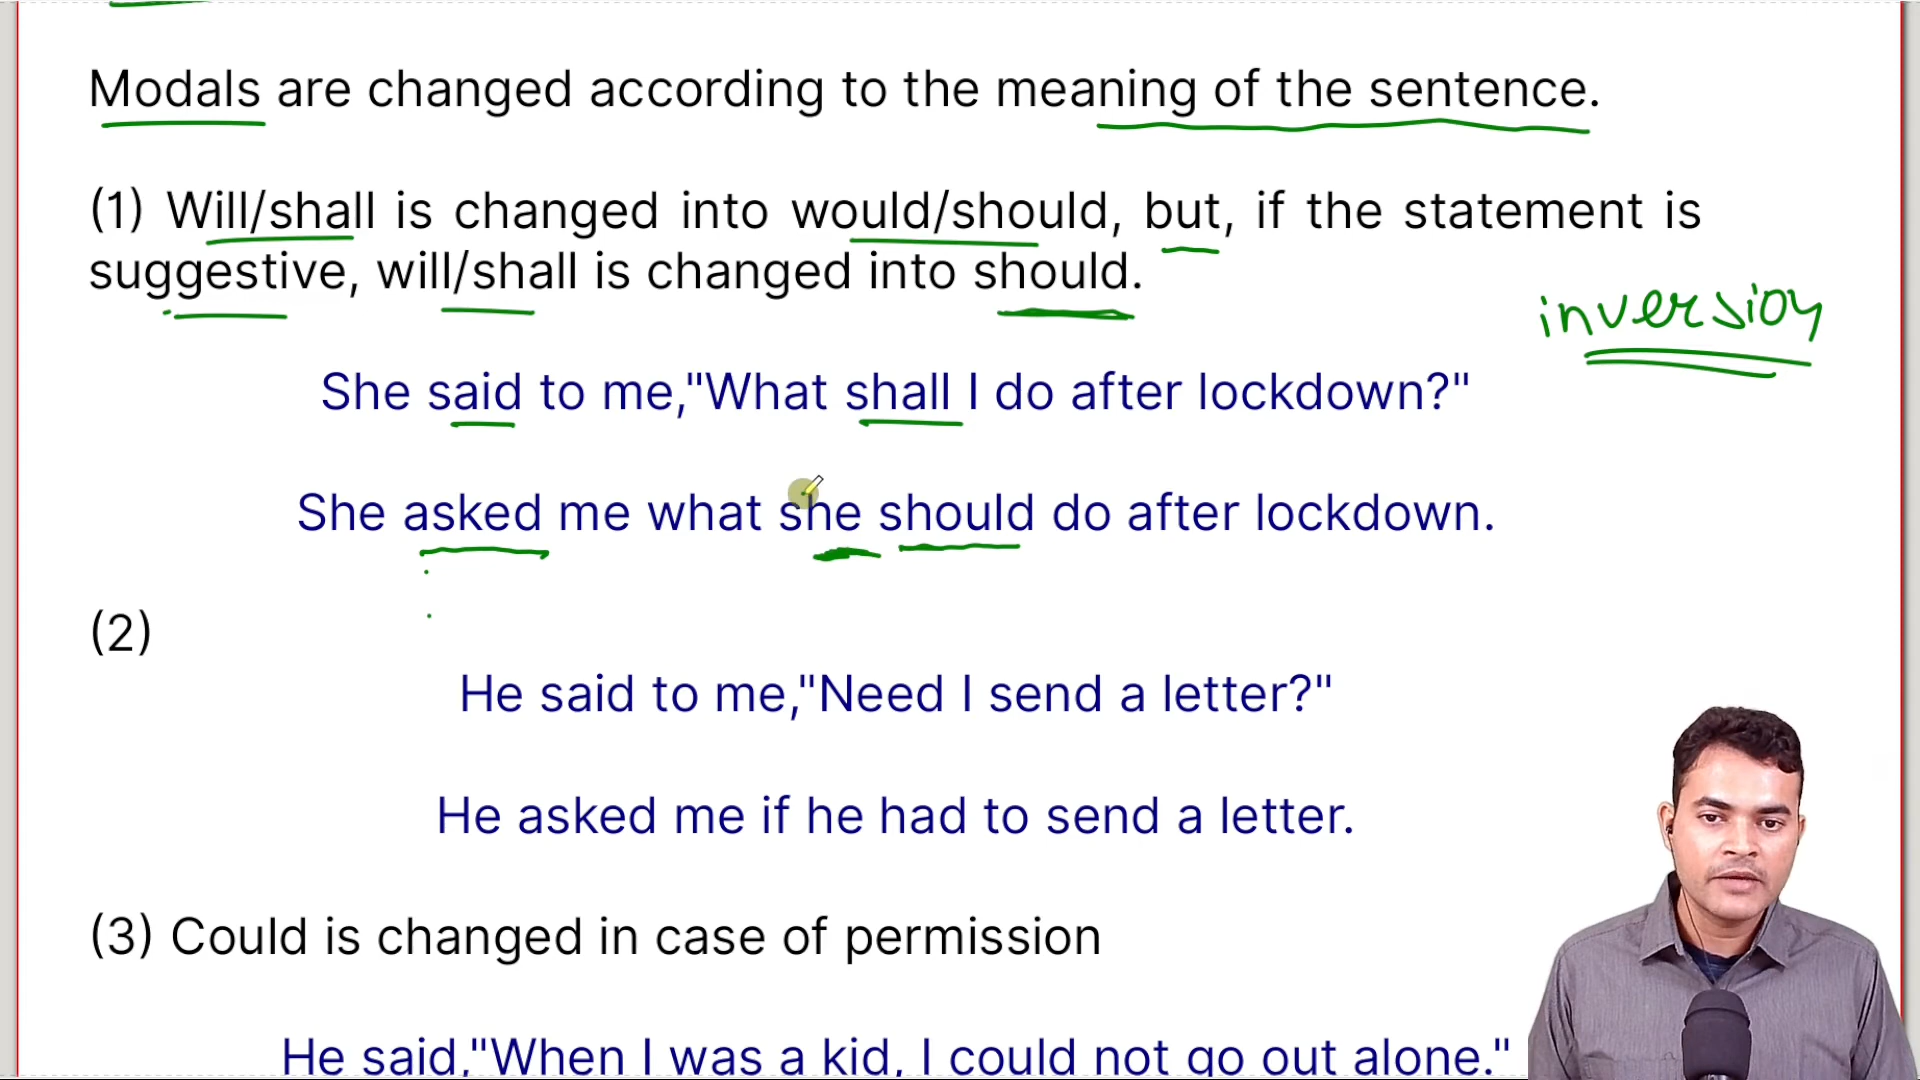 Modals are changed according to the meaning of the sentence.
(1) Will/shall is changed into would/should, but, if the statement is
suggestive, will/shall is changed into should.
inversion
She said to me,"What shall I do after lockdown?"
She asked me what she should do after lockdown.
(2)
He said to me,"Need I send a letter?"
He asked me if he had to send a letter.
(3) Could is changed in case of permission
He said,"When I was a kid, I could not go out alone."